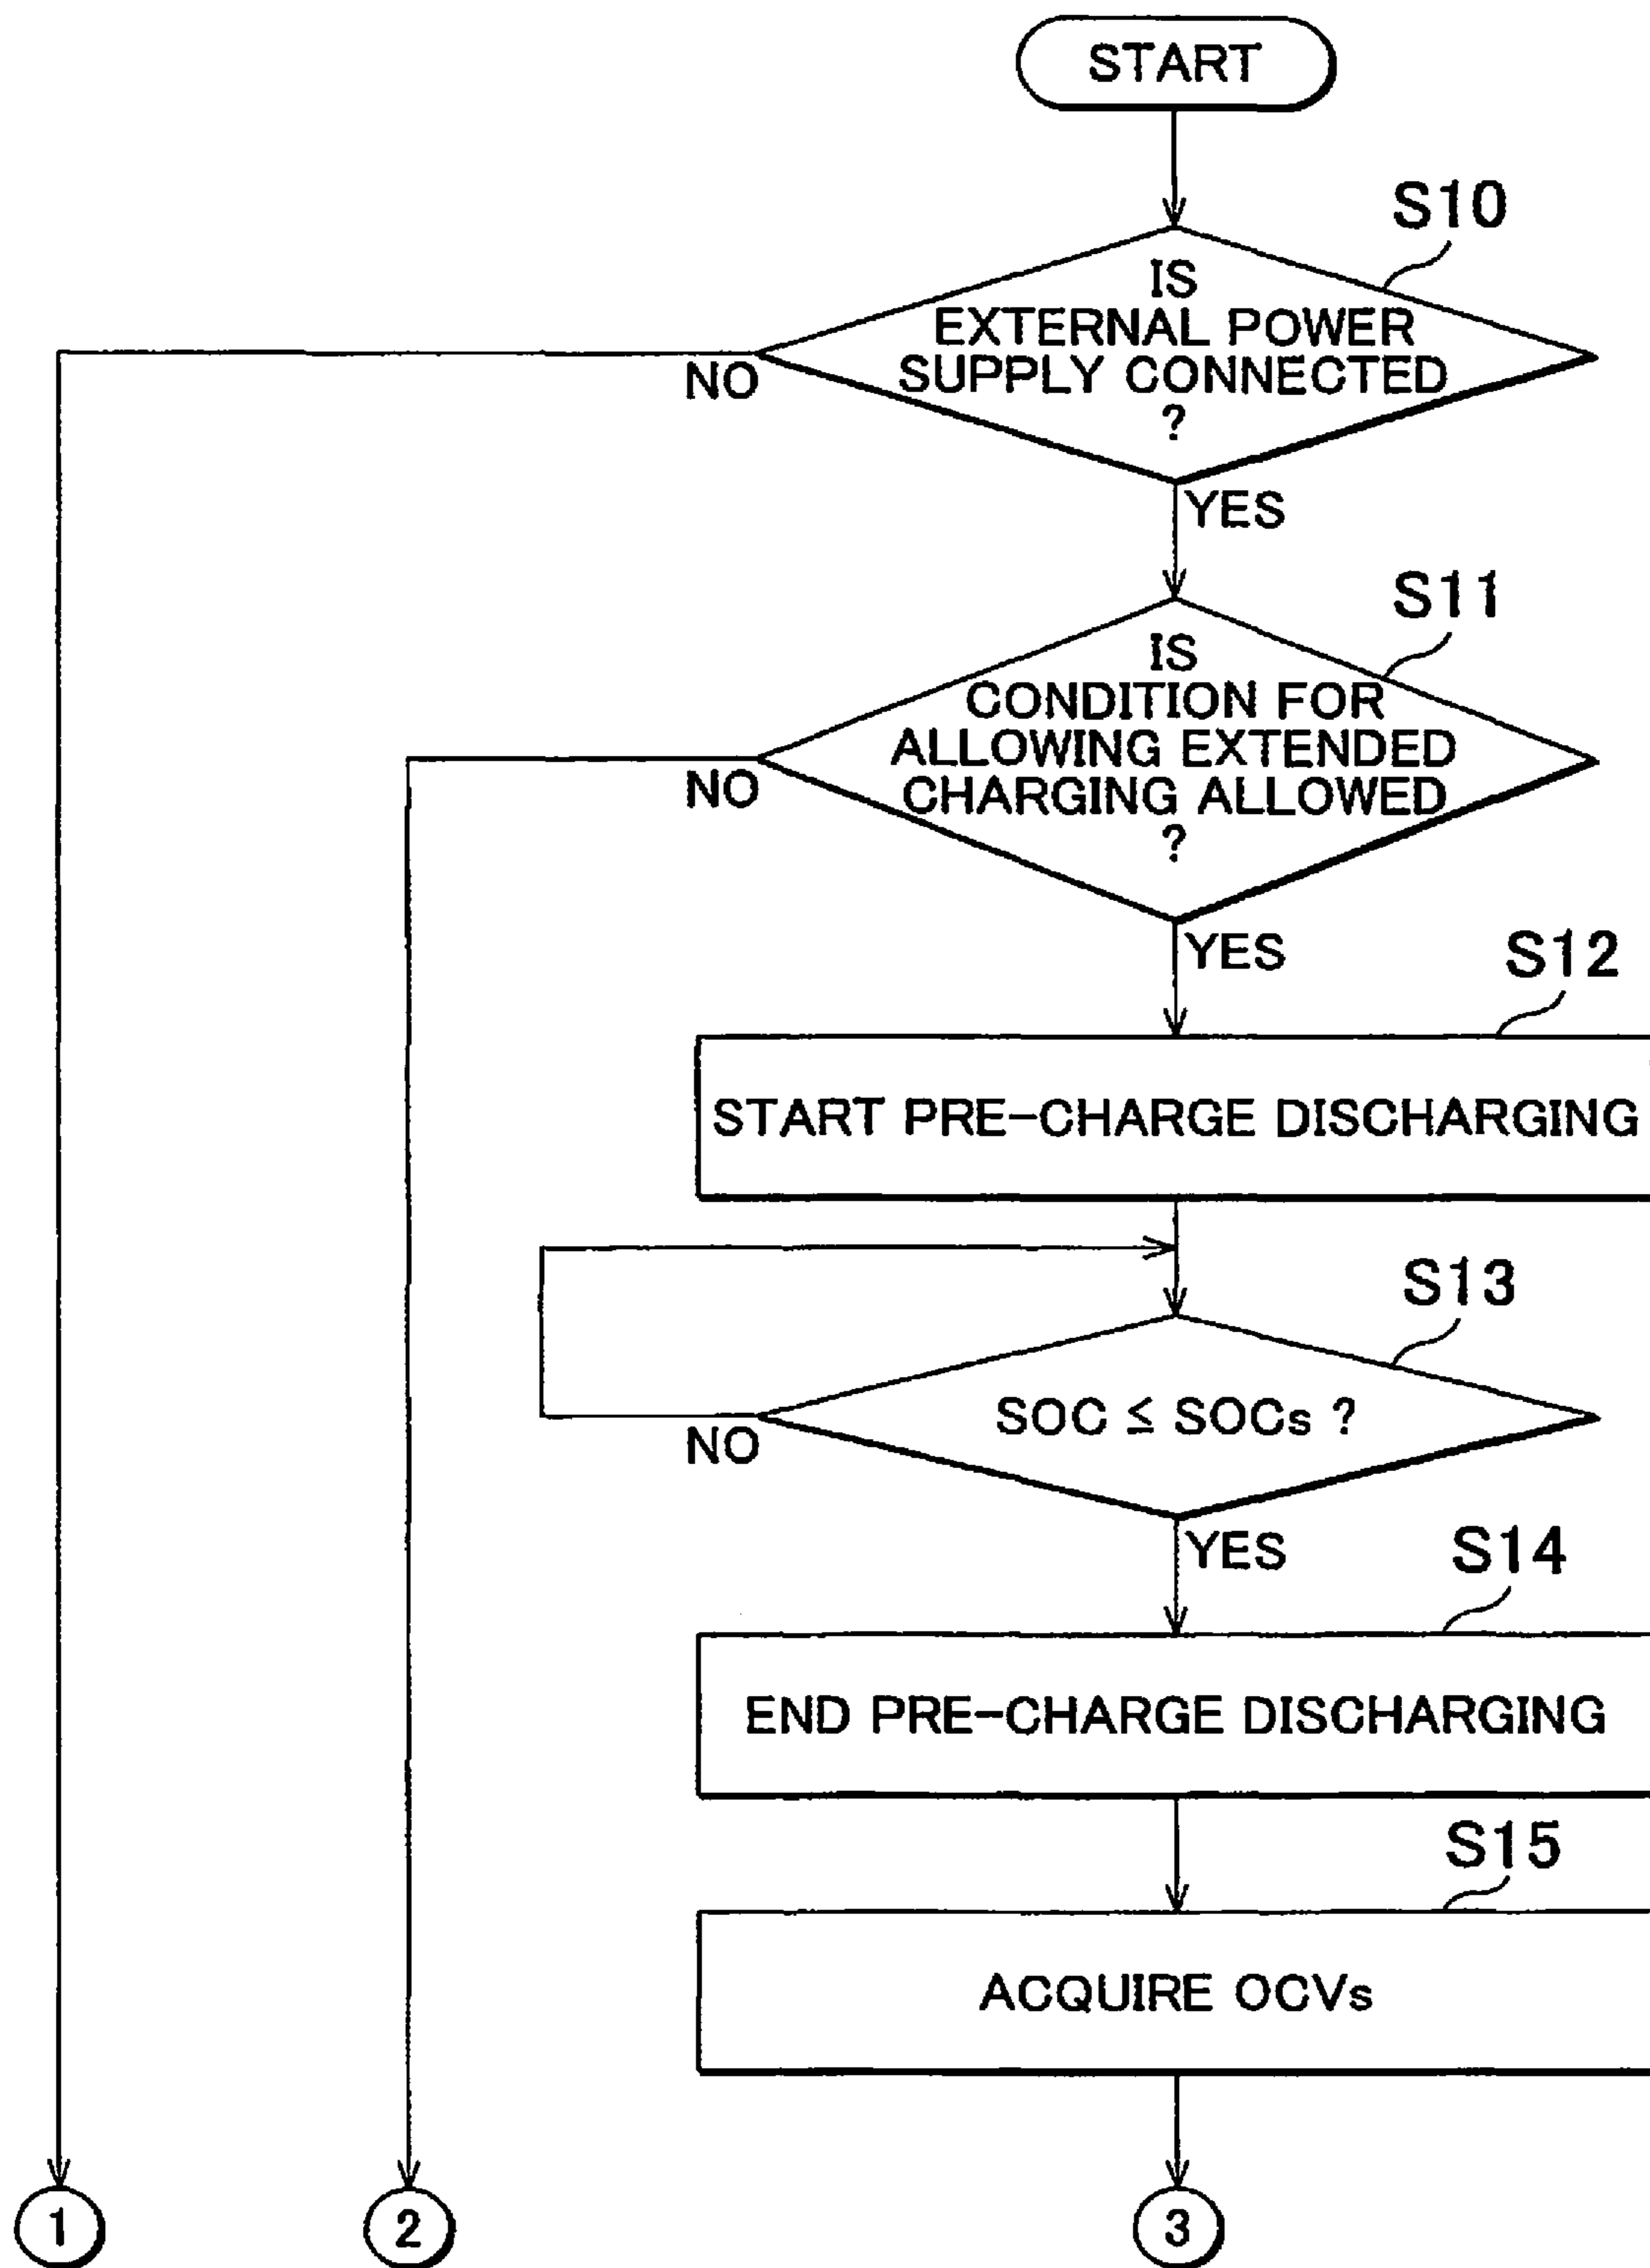 START
S10
IS
EXTERNAL POWER
SUPPLY CONNECTED
?
NO
YES
S11
IS
CONDITION FOR
ALLOWING EXTENDED
CHARGING ALLOWED
?
NO
YES
S12
START PRE-CHARGE DISCHARGING
S13
SOC ≤ SOCs ?
NO
YES
S14
END PRE-CHARGE DISCHARGING
S15
ACQUIRE OCVs
1
2
3